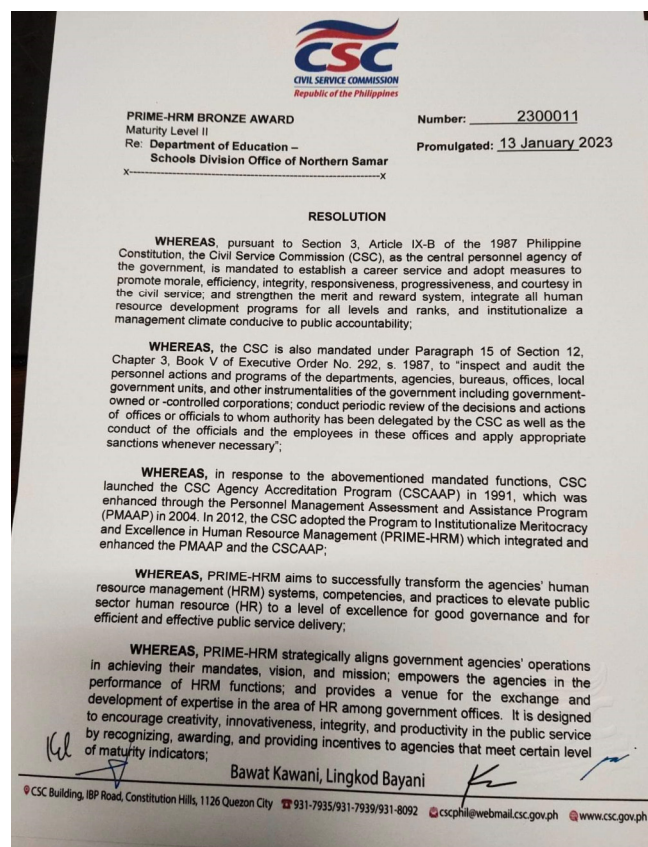 CSC
CIVIL SERVICE COMMISSION
Republic of the Philippines
PRIME-HRM BRONZE AWARD
Maturity Level II
Re: Department of Education –
Schools Division Office of Northern Samar
x-----------------------------------------------------------x
Number: 2300011
Promulgated: 13 January 2023
RESOLUTION
WHEREAS, pursuant to Section 3, Article IX-B of the 1987 Philippine
Constitution, the Civil Service Commission (CSC), as the central personnel agency of
the government, is mandated to establish a career service and adopt measures to
promote morale, efficiency, integrity, responsiveness, progressiveness, and courtesy in
the civil service; and strengthen the merit and reward system, integrate all human
resource development programs for all levels and ranks, and institutionalize a
management climate conducive to public accountability;
WHEREAS, the CSC is also mandated under Paragraph 15 of Section 12,
Chapter 3, Book V of Executive Order No. 292, s. 1987, to “inspect and audit the
personnel actions and programs of the departments, agencies, bureaus, offices, local
government units, and other instrumentalities of the government including government-
owned or -controlled corporations; conduct periodic review of the decisions and actions
of offices or officials to whom authority has been delegated by the CSC as well as the
conduct of the officials and the employees in these offices and apply appropriate
sanctions whenever necessary”;
WHEREAS, in response to the abovementioned mandated functions, CSC
launched the CSC Agency Accreditation Program (CSCAAP) in 1991, which was
enhanced through the Personnel Management Assessment and Assistance Program
(PMAAP) in 2004. In 2012, the CSC adopted the Program to Institutionalize Meritocracy
and Excellence in Human Resource Management (PRIME-HRM) which integrated and
enhanced the PMAAP and the CSCAAP;
WHEREAS, PRIME-HRM aims to successfully transform the agencies’ human
resource management (HRM) systems, competencies, and practices to elevate public
sector human resource (HR) to a level of excellence for good governance and for
efficient and effective public service delivery;
WHEREAS, PRIME-HRM strategically aligns government agencies’ operations
in achieving their mandates, vision, and mission; empowers the agencies in the
performance of HRM functions; and provides a venue for the exchange and
development of expertise in the area of HR among government offices. It is designed
to encourage creativity, innovativeness, integrity, and productivity in the public service
by recognizing, awarding, and providing incentives to agencies that meet certain level
of maturity indicators;
Bawat Kawani, Lingkod Bayani
CSC Building, IBP Road, Constitution Hills, 1126 Quezon City 931-7935/931-7939/931-8092 cscphil@webmail.csc.gov.ph www.csc.gov.ph